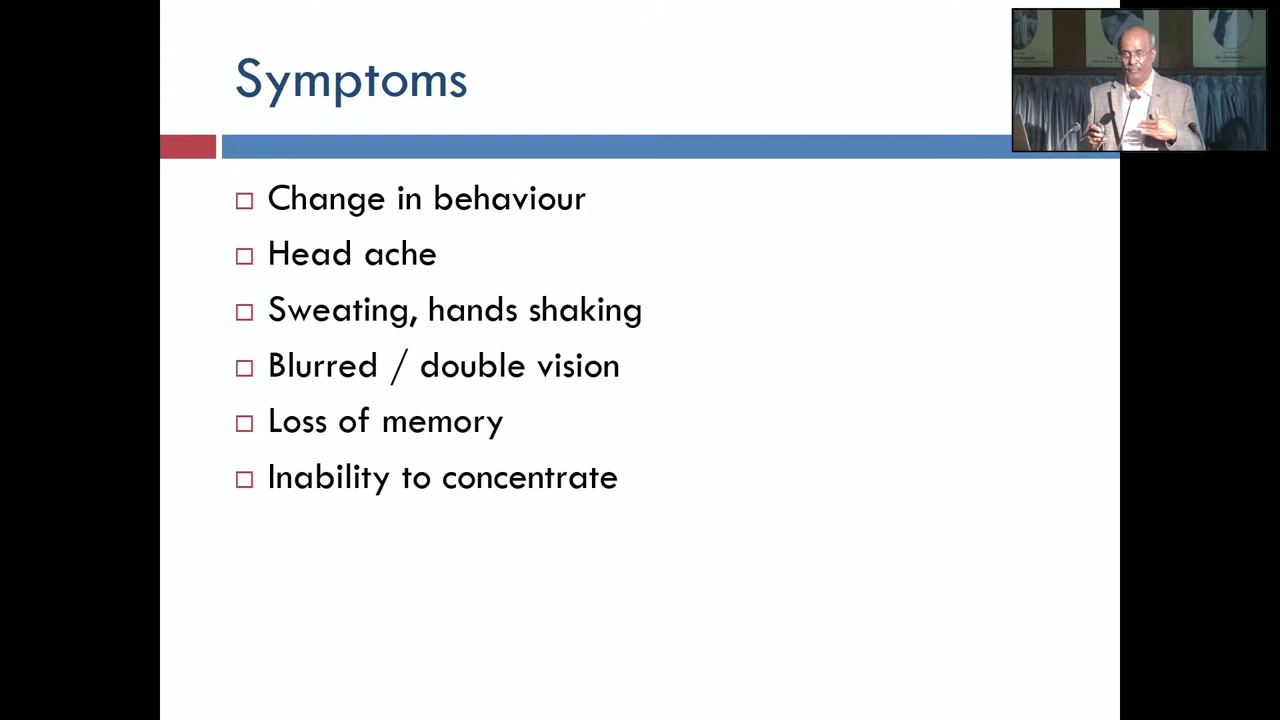 Symptoms
Change in behaviour
Head ache
Sweating, hands shaking
Blurred / double vision
Loss of memory
Inability to concentrate